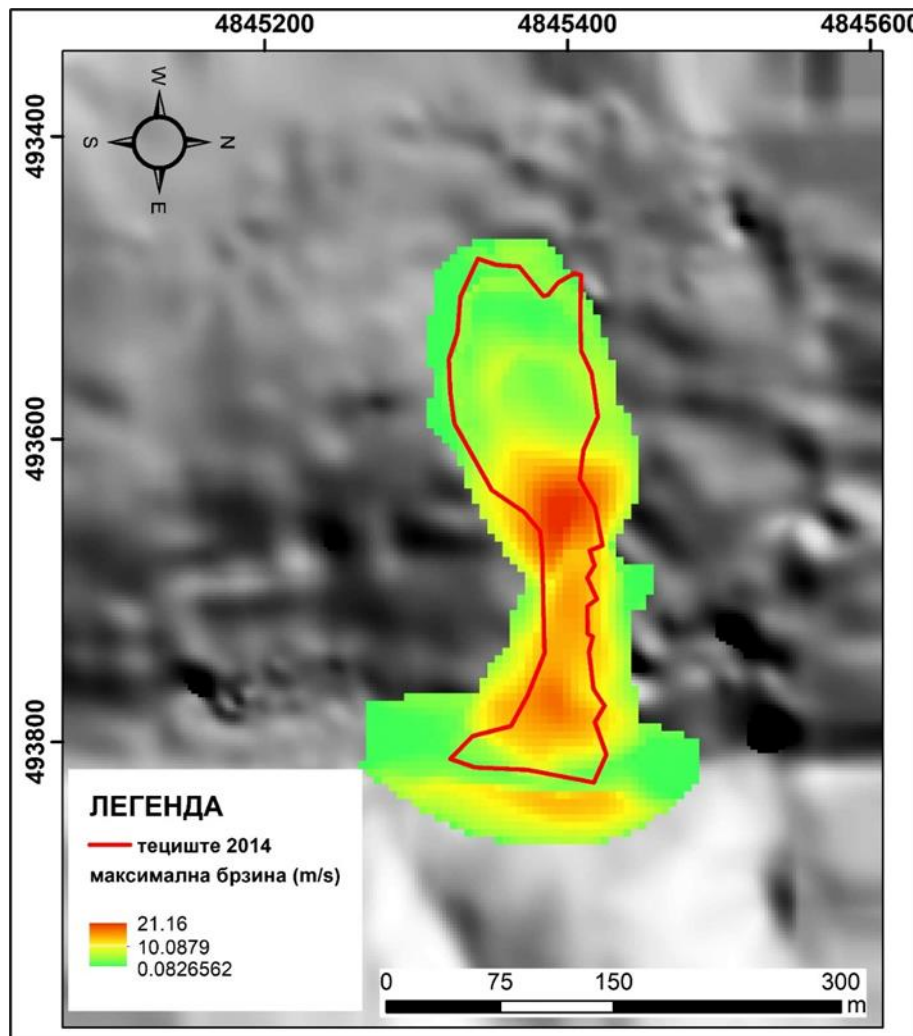 4845200 4845400 4845600
493400
493600
493800
W
S N
E
ЛЕГЕНДА
тециште 2014
максимална брзина (m/s)
21.16
10.0879
0.0826562
0 75 150 300
m